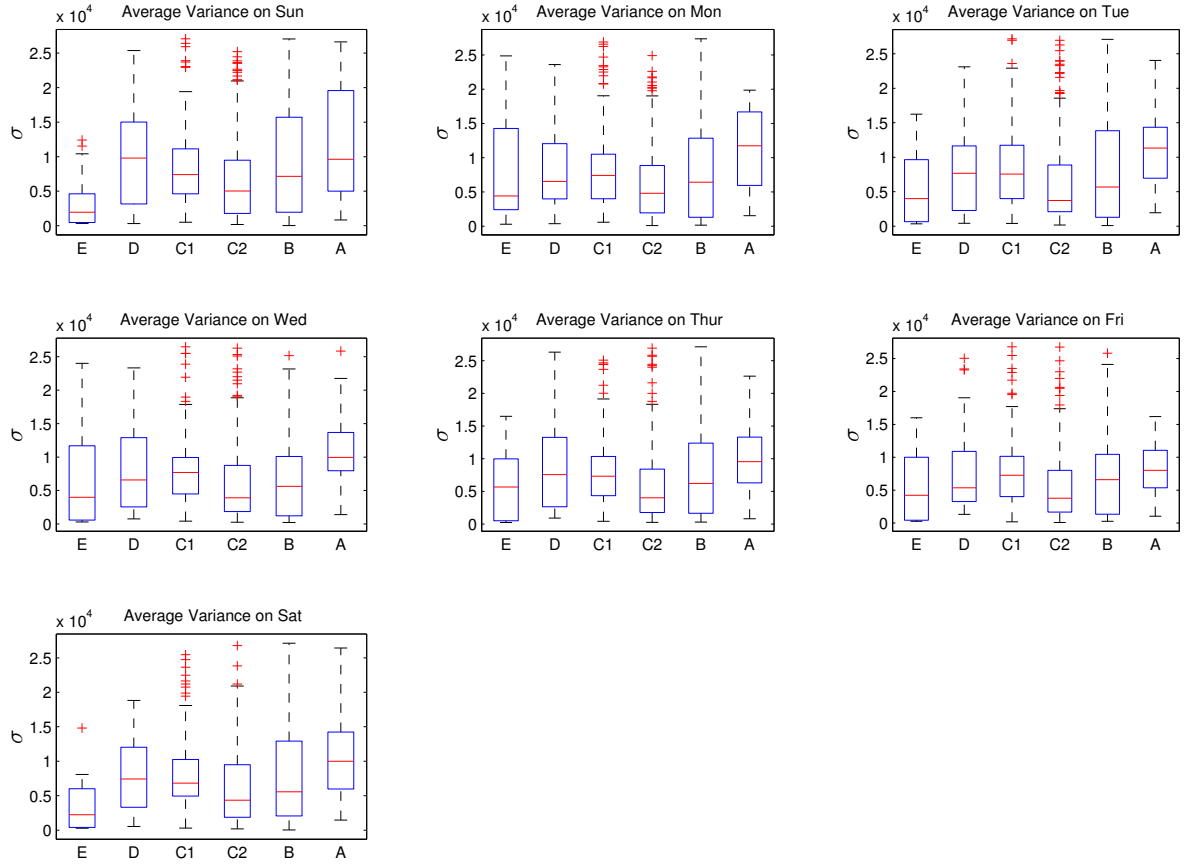 Average Variance on Sun
x 10^4
2.5
2
1.5
1
0.5
0
σ
E D C1 C2 B A
Average Variance on Mon
x 10^4
2.5
2
1.5
1
0.5
0
σ
E D C1 C2 B A
Average Variance on Tue
x 10^4
2.5
2
1.5
1
0.5
0
σ
E D C1 C2 B A
Average Variance on Wed
x 10^4
2.5
2
1.5
1
0.5
0
σ
E D C1 C2 B A
Average Variance on Thur
x 10^4
2.5
2
1.5
1
0.5
0
σ
E D C1 C2 B A
Average Variance on Fri
x 10^4
2.5
2
1.5
1
0.5
0
σ
E D C1 C2 B A
Average Variance on Sat
x 10^4
2.5
2
1.5
1
0.5
0
σ
E D C1 C2 B A